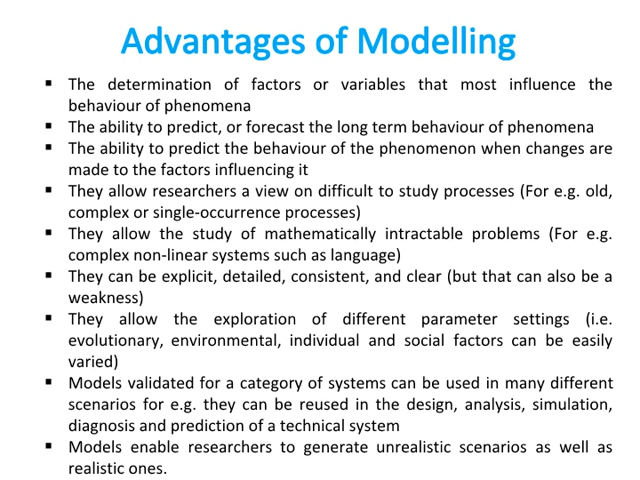 Advantages of Modelling
▪ The determination of factors or variables that most influence the
behaviour of phenomena
▪ The ability to predict, or forecast the long term behaviour of phenomena
▪ The ability to predict the behaviour of the phenomenon when changes are
made to the factors influencing it
▪ They allow researchers a view on difficult to study processes (For e.g. old,
complex or single-occurrence processes)
▪ They allow the study of mathematically intractable problems (For e.g.
complex non-linear systems such as language)
▪ They can be explicit, detailed, consistent, and clear (but that can also be a
weakness)
▪ They allow the exploration of different parameter settings (i.e.
evolutionary, environmental, individual and social factors can be easily
varied)
▪ Models validated for a category of systems can be used in many different
scenarios for e.g. they can be reused in the design, analysis, simulation,
diagnosis and prediction of a technical system
▪ Models enable researchers to generate unrealistic scenarios as well as
realistic ones.